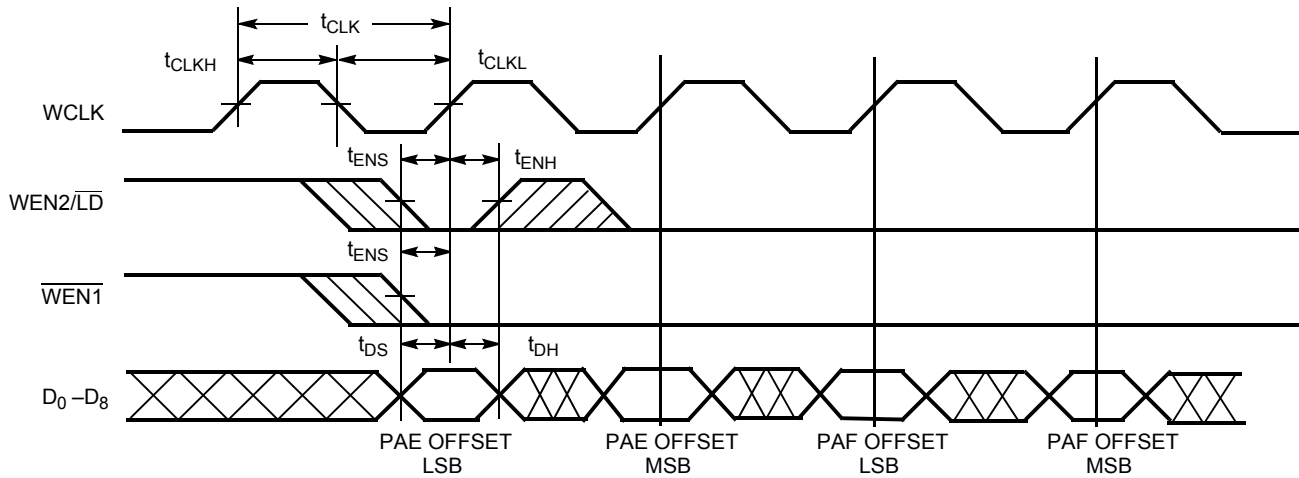 tCLK
tCLKH
tCLKL
WCLK
tENS
tENH
WEN2/LD
tENS
WEN1
tDS
tDH
D0 –D8
PAE OFFSET
LSB
PAE OFFSET
MSB
PAF OFFSET
LSB
PAF OFFSET
MSB